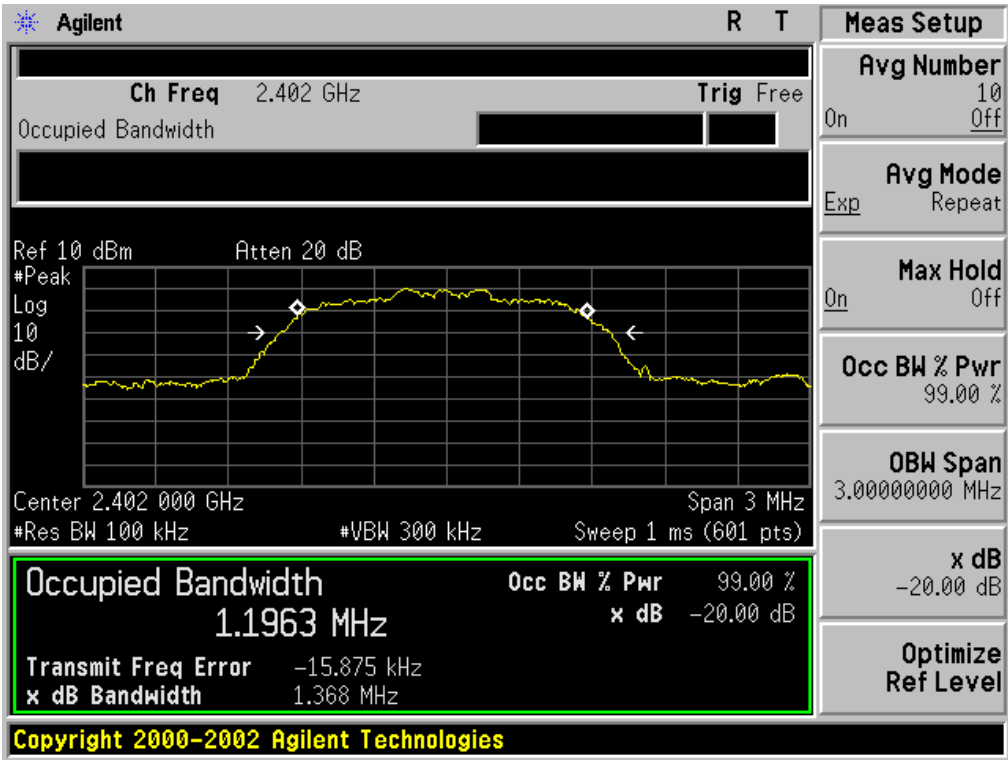 Agilent R T
Ch Freq 2.402 GHz Trig Free
Occupied Bandwidth
Ref 10 dBm Atten 20 dB
#Peak
Log
10
dB/
Center 2.402 000 GHz Span 3 MHz
#Res BW 100 kHz #VBW 300 kHz Sweep 1 ms (601 pts)
Occupied Bandwidth Occ BW % Pwr 99.00 %
1.1963 MHz x dB -20.00 dB
Transmit Freq Error -15.875 kHz
x dB Bandwidth 1.368 MHz
Copyright 2000-2002 Agilent Technologies
Meas Setup
Avg Number
10
On Off
Avg Mode
Exp Repeat
Max Hold
On Off
Occ BW % Pwr
99.00 %
OBW Span
3.00000000 MHz
x dB
-20.00 dB
Optimize
Ref Level